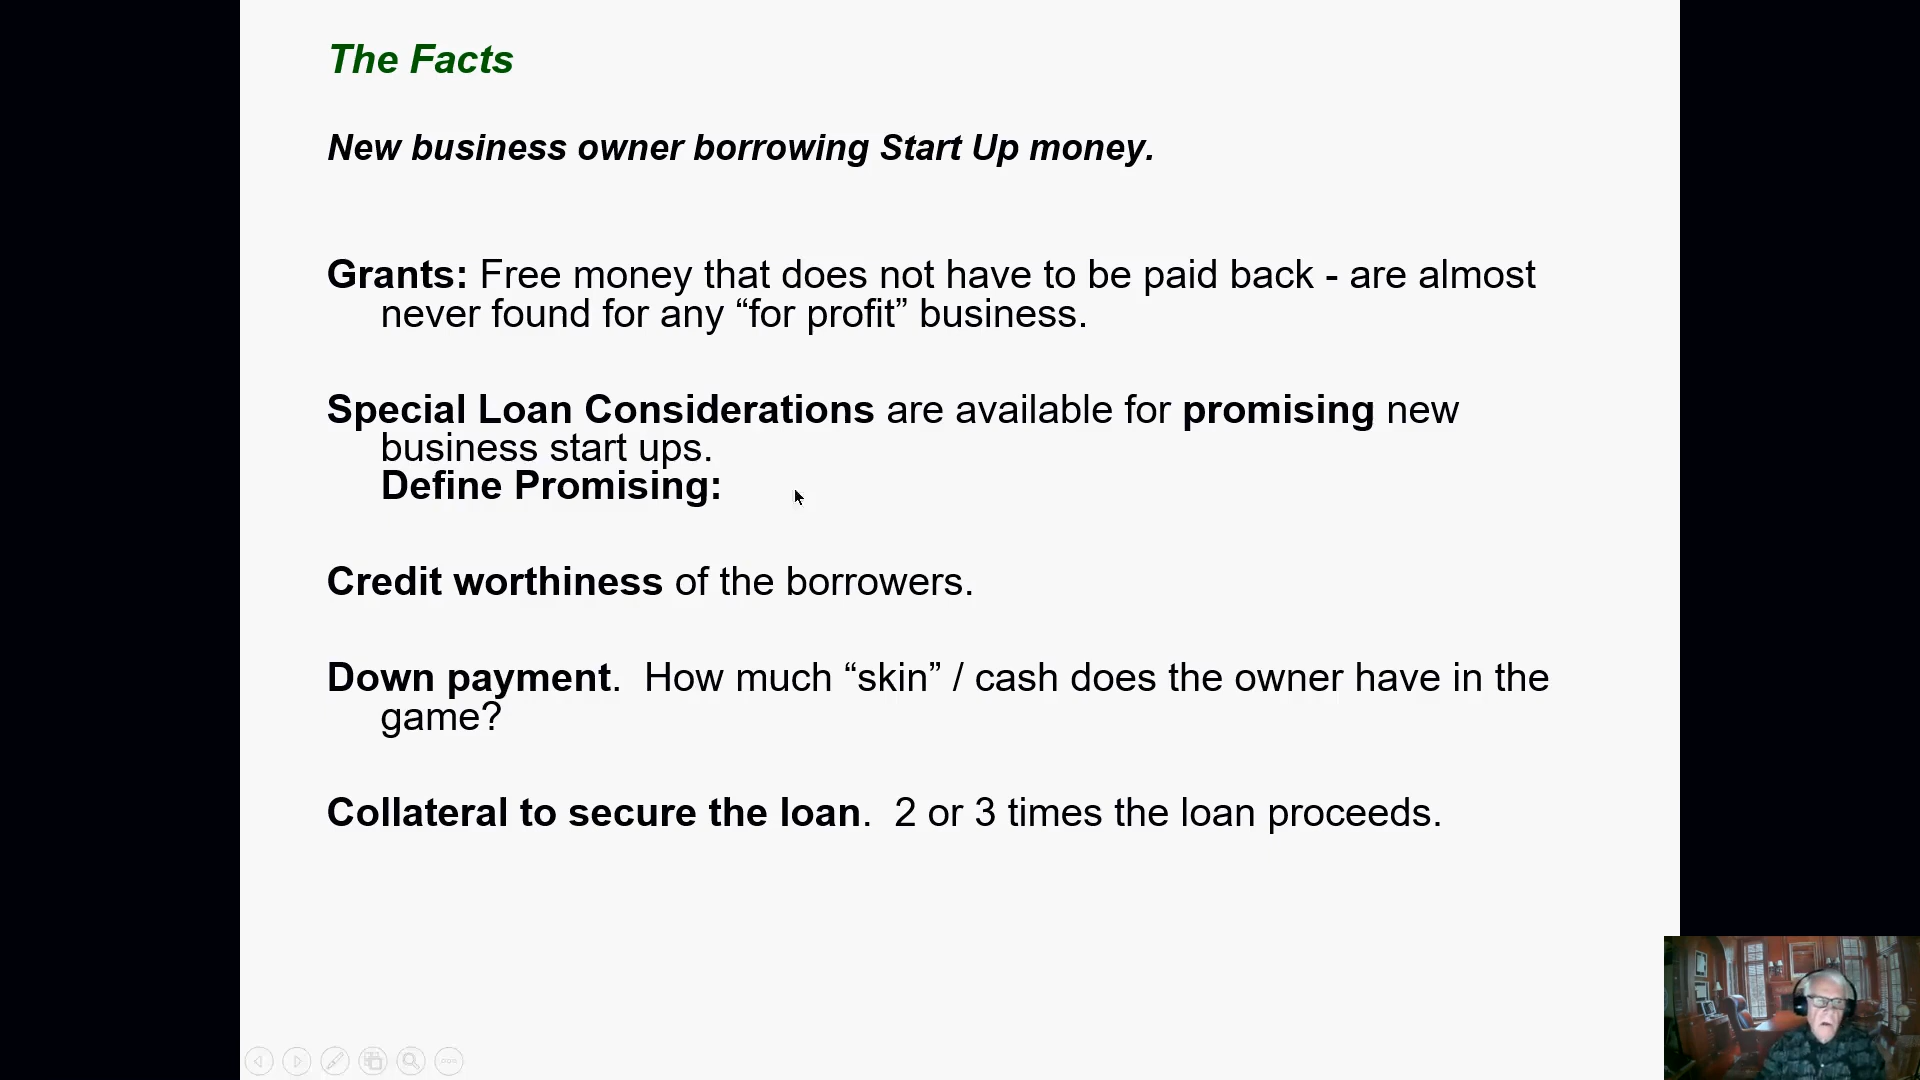 The Facts
New business owner borrowing Start Up money.
Grants: Free money that does not have to be paid back - are almost
never found for any “for profit” business.
Special Loan Considerations are available for promising new
business start ups.
Define Promising:
Credit worthiness of the borrowers.
Down payment.  How much “skin” / cash does the owner have in the
game?
Collateral to secure the loan.  2 or 3 times the loan proceeds.